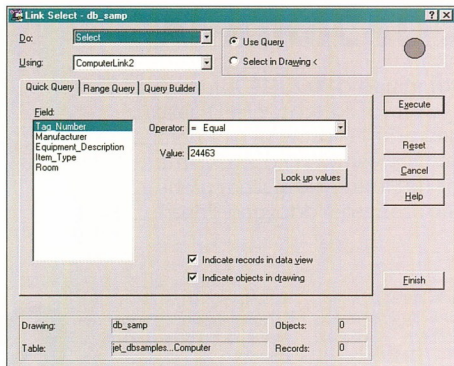 Link Select - db_samp
Do: Select
Using: ComputerLink2
Use Query
Select in Drawing <
Quick Query Range Query Query Builder
Field:
Tag_Number
Manufacturer
Equipment_Description
Item_Type
Room
Operator: = Equal
Value: 24463
Look up values
Indicate records in data view
Indicate objects in drawing
Execute
Reset
Cancel
Help
Finish
Drawing: db_samp Objects: 0
Table: jet_dbsamples...Computer Records: 0